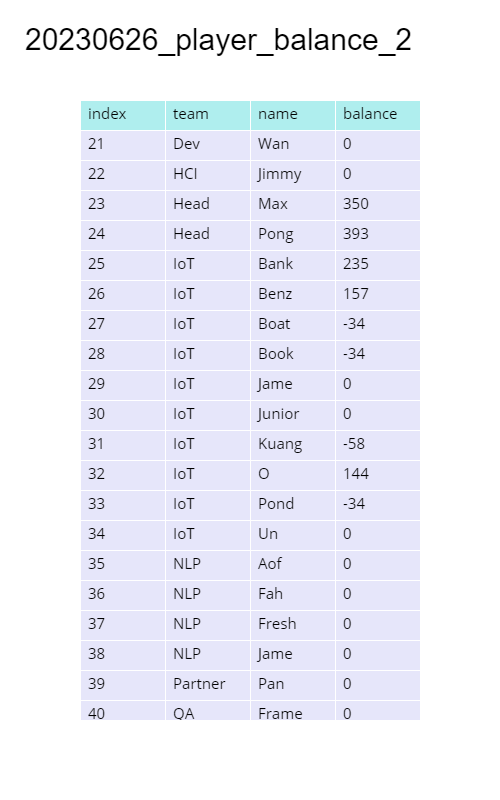 20230626_player_balance_2
index team name balance
21 Dev Wan 0
22 HCI Jimmy 0
23 Head Max 350
24 Head Pong 393
25 IoT Bank 235
26 IoT Benz 157
27 IoT Boat -34
28 IoT Book -34
29 IoT Jame 0
30 IoT Junior 0
31 IoT Kuang -58
32 IoT O 144
33 IoT Pond -34
34 IoT Un 0
35 NLP Aof 0
36 NLP Fah 0
37 NLP Fresh 0
38 NLP Jame 0
39 Partner Pan 0
40 QA Frame 0